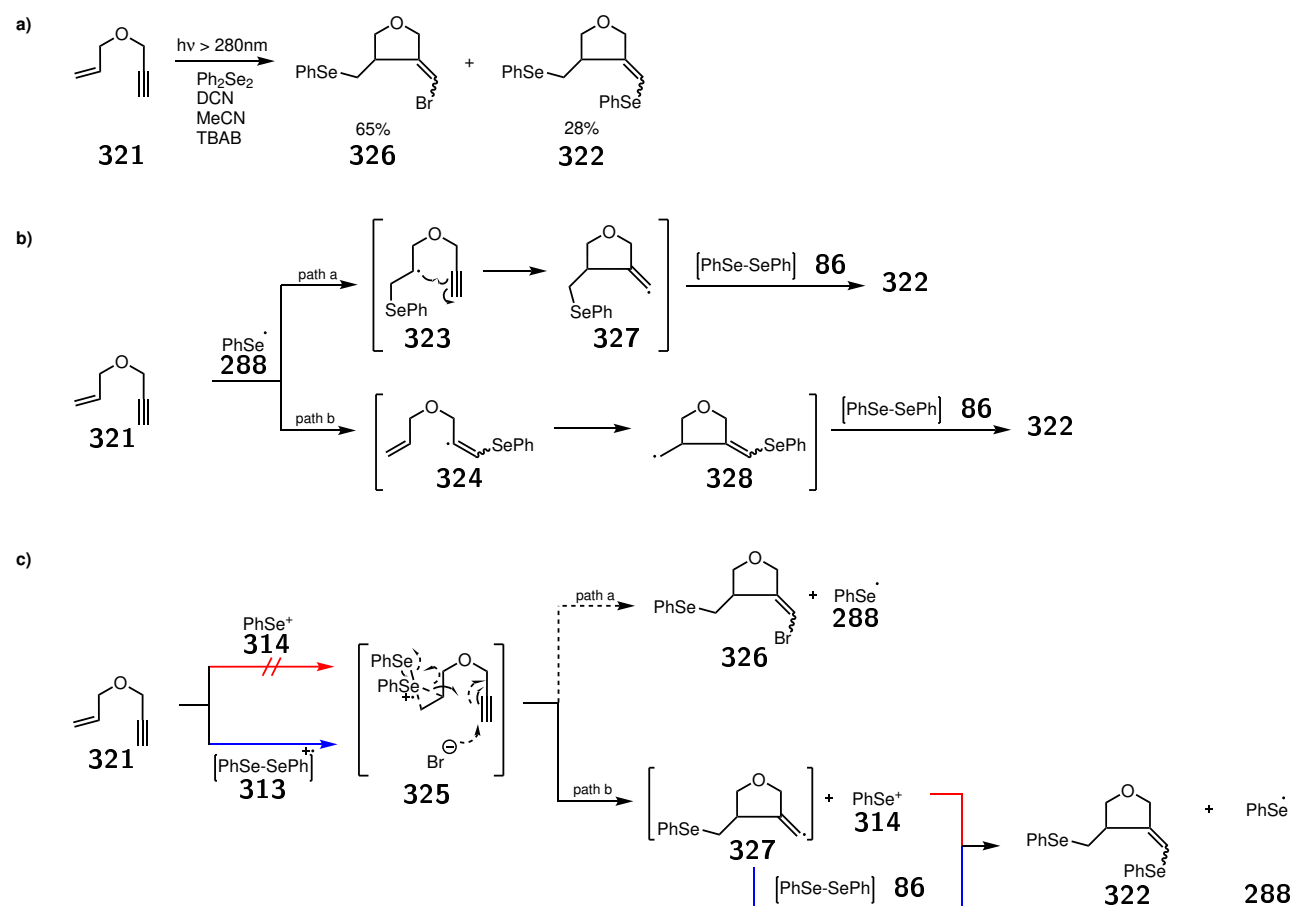 a)
O
hν > 280nm
Ph2Se2
DCN
MeCN
TBAB
321
O
PhSe
Br
65%
326
+
O
PhSe
PhSe
28%
322
b)
O
321
PhSe·
288
path a
O
SePh
323
O
SePh
327
[PhSe-SePh] 86
322
path b
O
SePh
324
O
SePh
328
[PhSe-SePh] 86
322
c)
O
321
PhSe+
314
[PhSe-SePh]+·
313
PhSe
PhSe
+·
O
Br⊖
325
path a
O
PhSe
Br
326
+
PhSe·
288
path b
O
PhSe
327
+
PhSe+
314
[PhSe-SePh] 86
O
PhSe
PhSe
322
+
PhSe·
288